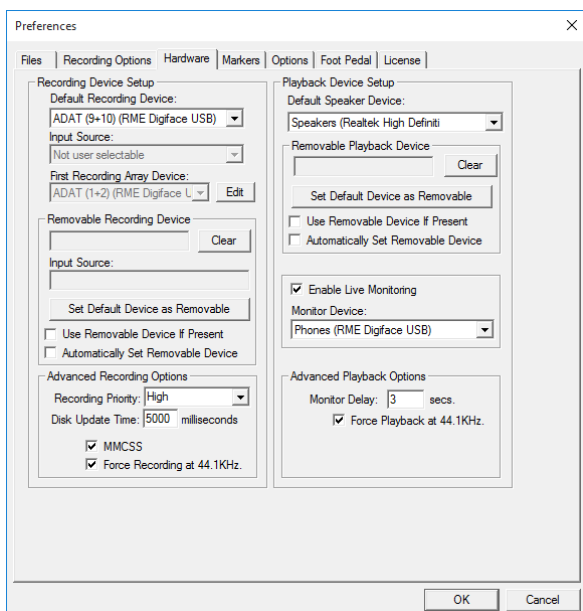 Preferences
Files Recording Options Hardware Markers Options Foot Pedal License
Recording Device Setup
Default Recording Device:
ADAT (9+10) (RME Digiface USB)
Input Source:
Not user selectable
First Recording Array Device:
ADAT (1+2) (RME Digiface U Edit
Removable Recording Device
Clear
Input Source:
Set Default Device as Removable
Use Removable Device If Present
Automatically Set Removable Device
Advanced Recording Options
Recording Priority: High
Disk Update Time: 5000 milliseconds
MMCSS
Force Recording at 44.1KHz.
Playback Device Setup
Default Speaker Device:
Speakers (Realtek High Definiti
Removable Playback Device
Clear
Set Default Device as Removable
Use Removable Device If Present
Automatically Set Removable Device
Enable Live Monitoring
Monitor Device:
Phones (RME Digiface USB)
Advanced Playback Options
Monitor Delay: 3 secs.
Force Playback at 44.1KHz.
OK Cancel